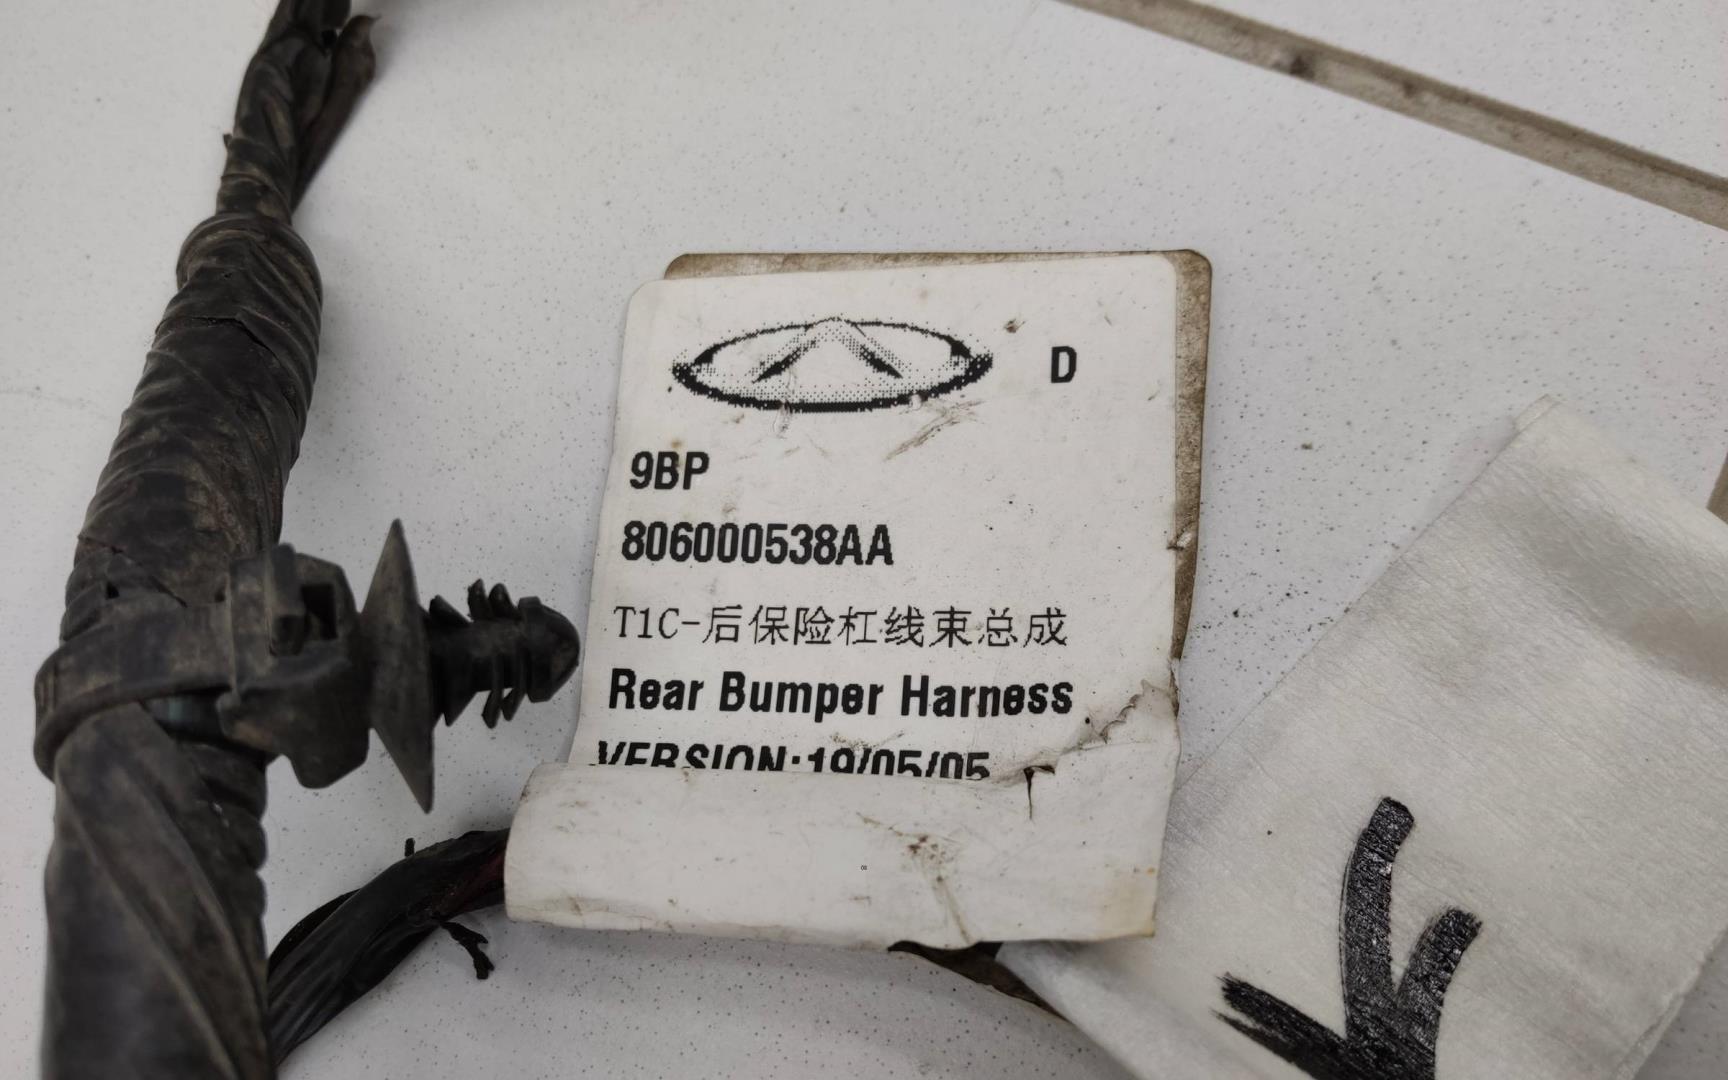 D
9BP
806000538AA
T1C-后保险杠线束总成
Rear Bumper Harness
VERSION:19/05/05